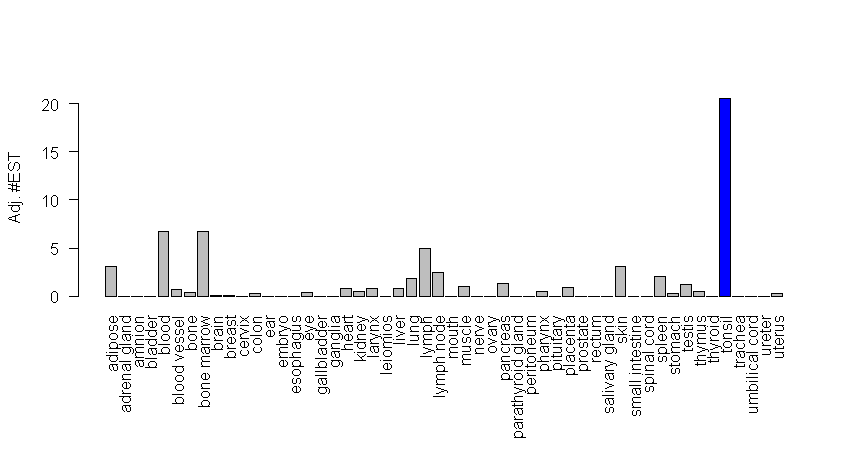 Adj. #EST
20
15
10
5
0
adipose
adrenal gland
amnion
bladder
blood
blood vessel
bone
bone marrow
brain
breast
cervix
colon
ear
embryo
esophagus
eye
gallbladder
ganglia
heart
kidney
larynx
leiomios
liver
lung
lymph
lymph node
mouth
muscle
nerve
ovary
pancreas
parathyroid gland
peritoneum
pharynx
pituitary
placenta
prostate
rectum
salivary gland
skin
small intestine
spinal cord
spleen
stomach
testis
thymus
thyroid
tonsil
trachea
umbilical cord
ureter
uterus